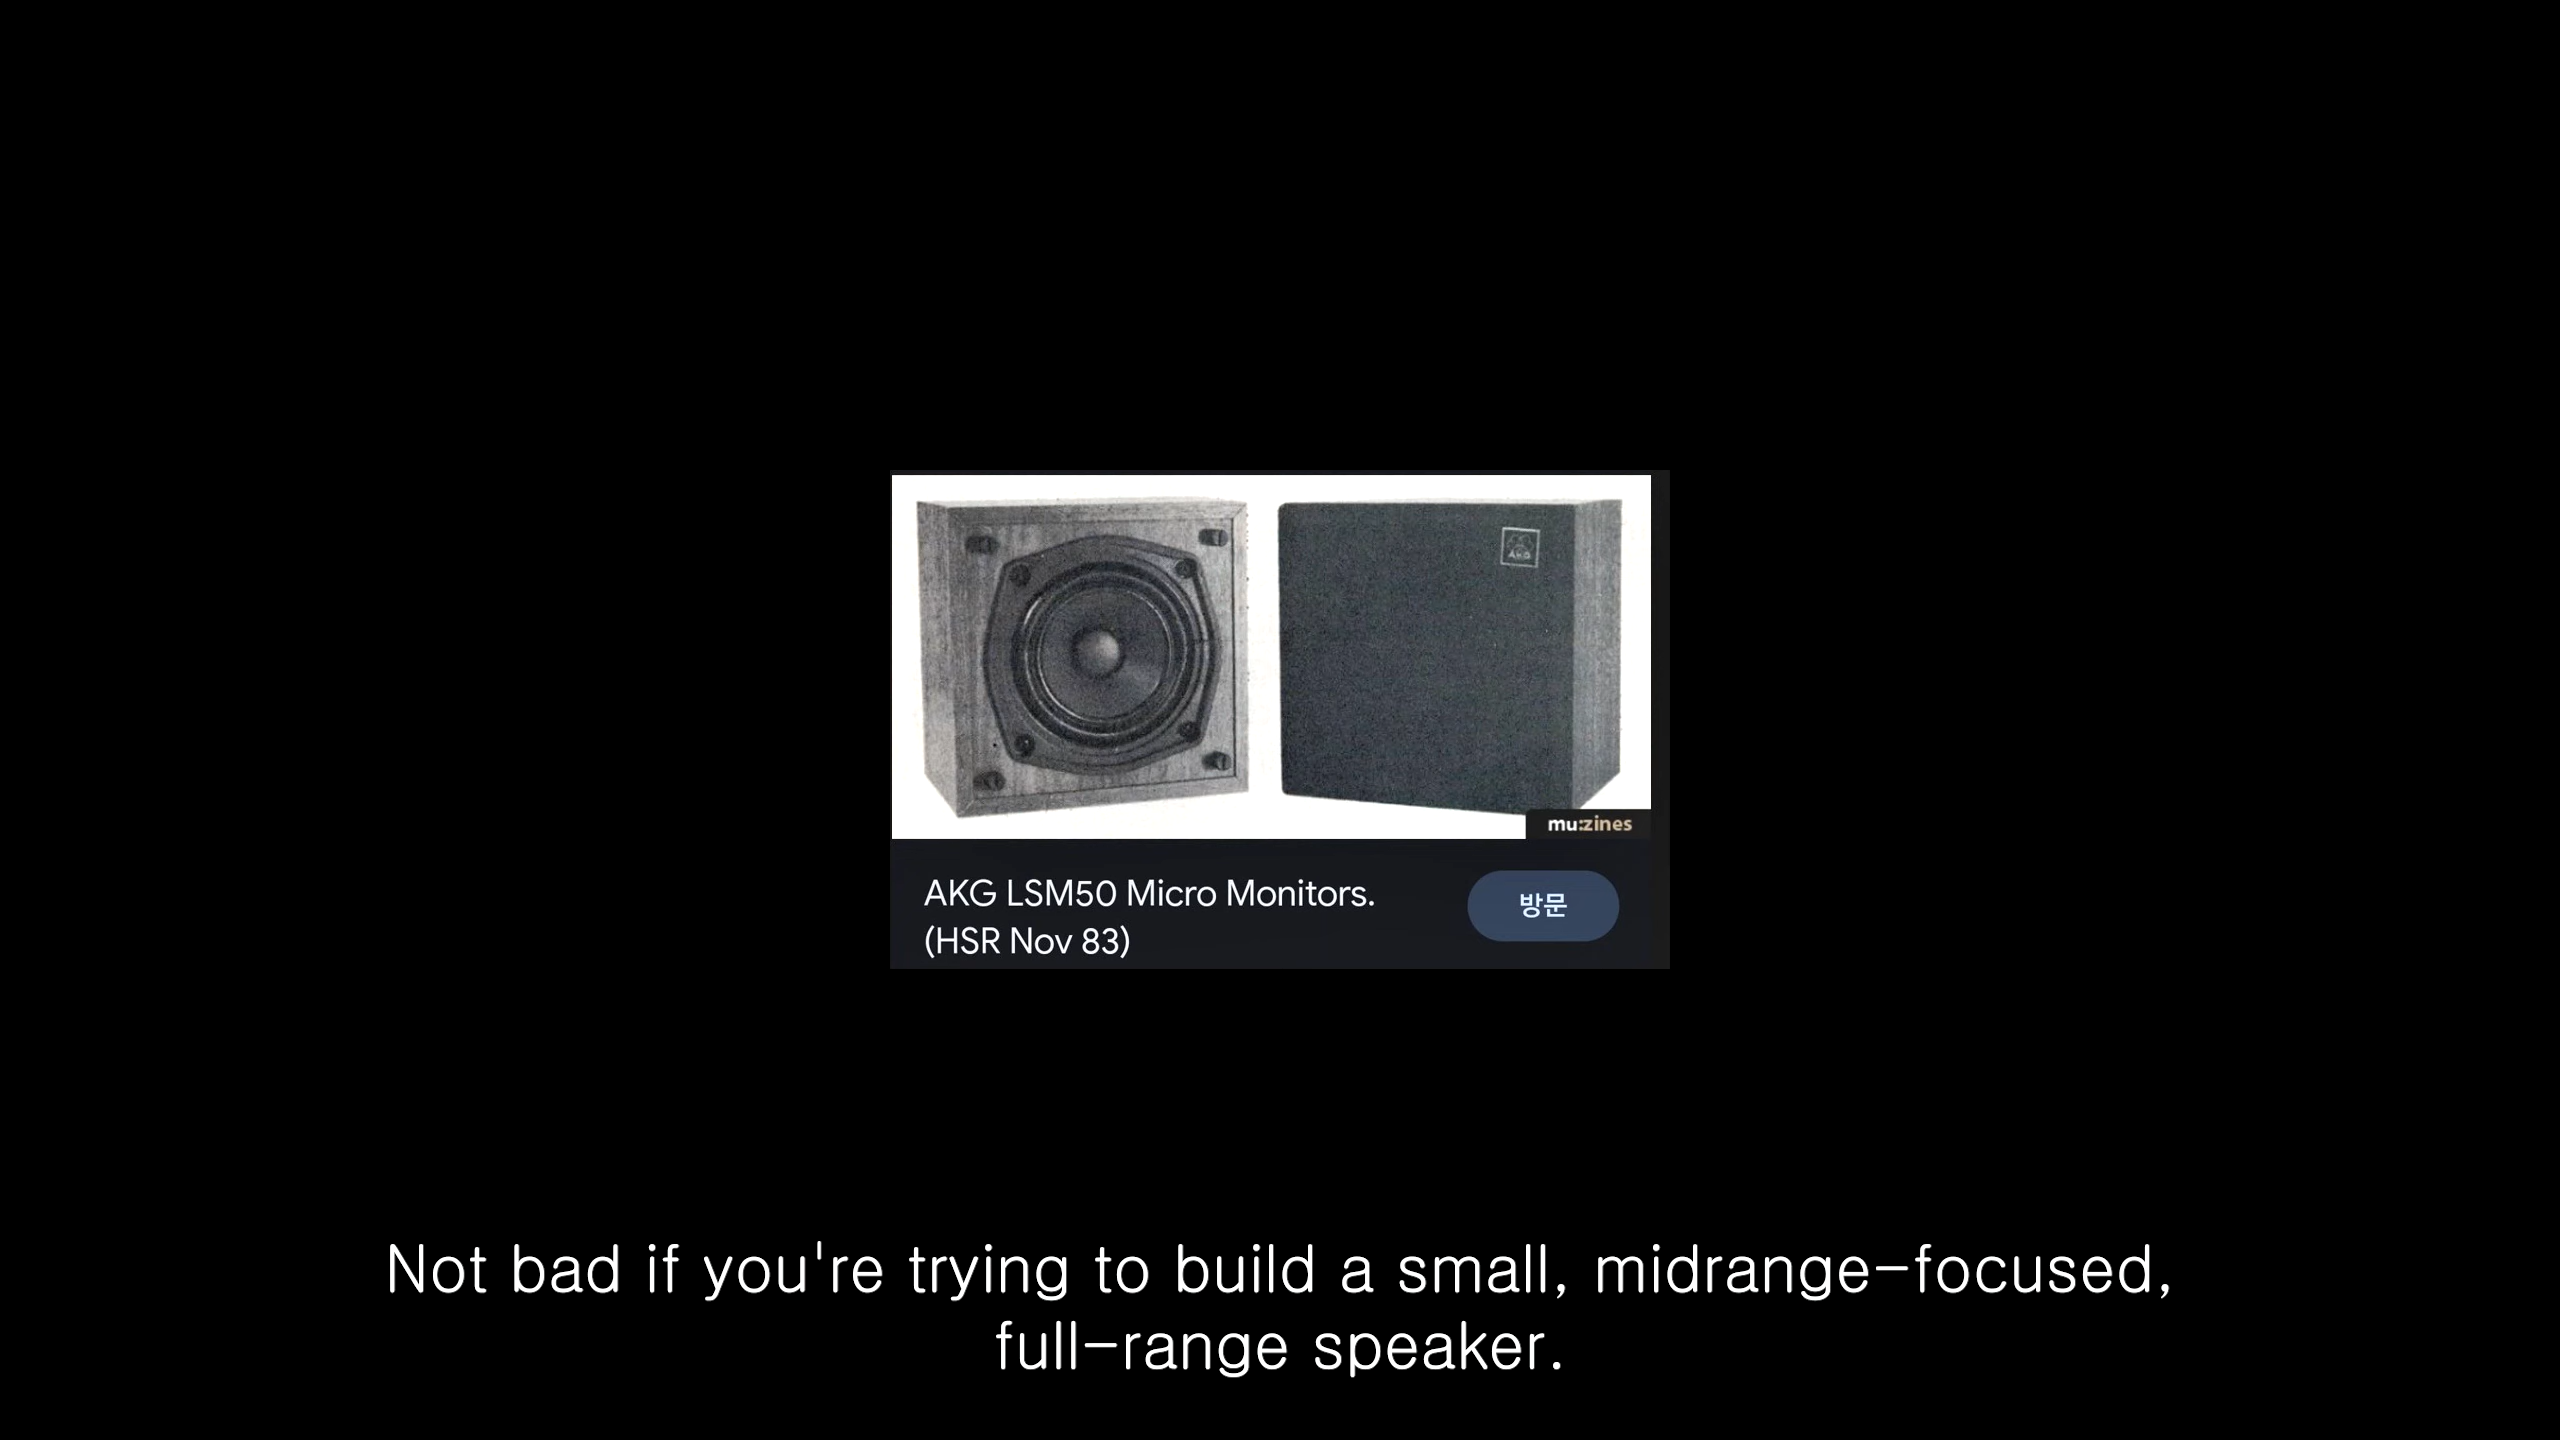 AKG
mu:zines
AKG LSM50 Micro Monitors.
(HSR Nov 83)
방문
Not bad if you're trying to build a small, midrange-focused,
full-range speaker.